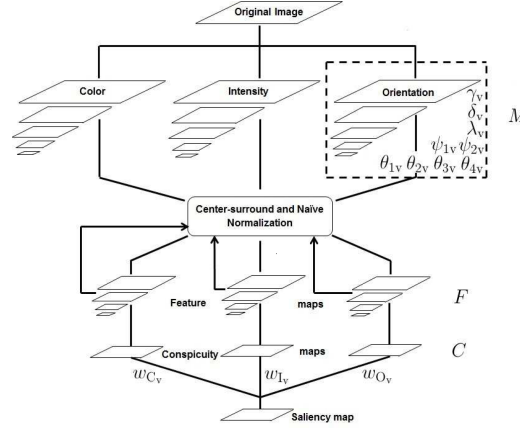 Original Image
Color
Intensity
Orientation
γv
δv
λv
ψ1v ψ2v
θ1v θ2v θ3v θ4v
M
Center-surround and Naïve
Normalization
Feature
maps
F
Conspicuity
maps
C
wCv
wIv
wOv
Saliency map